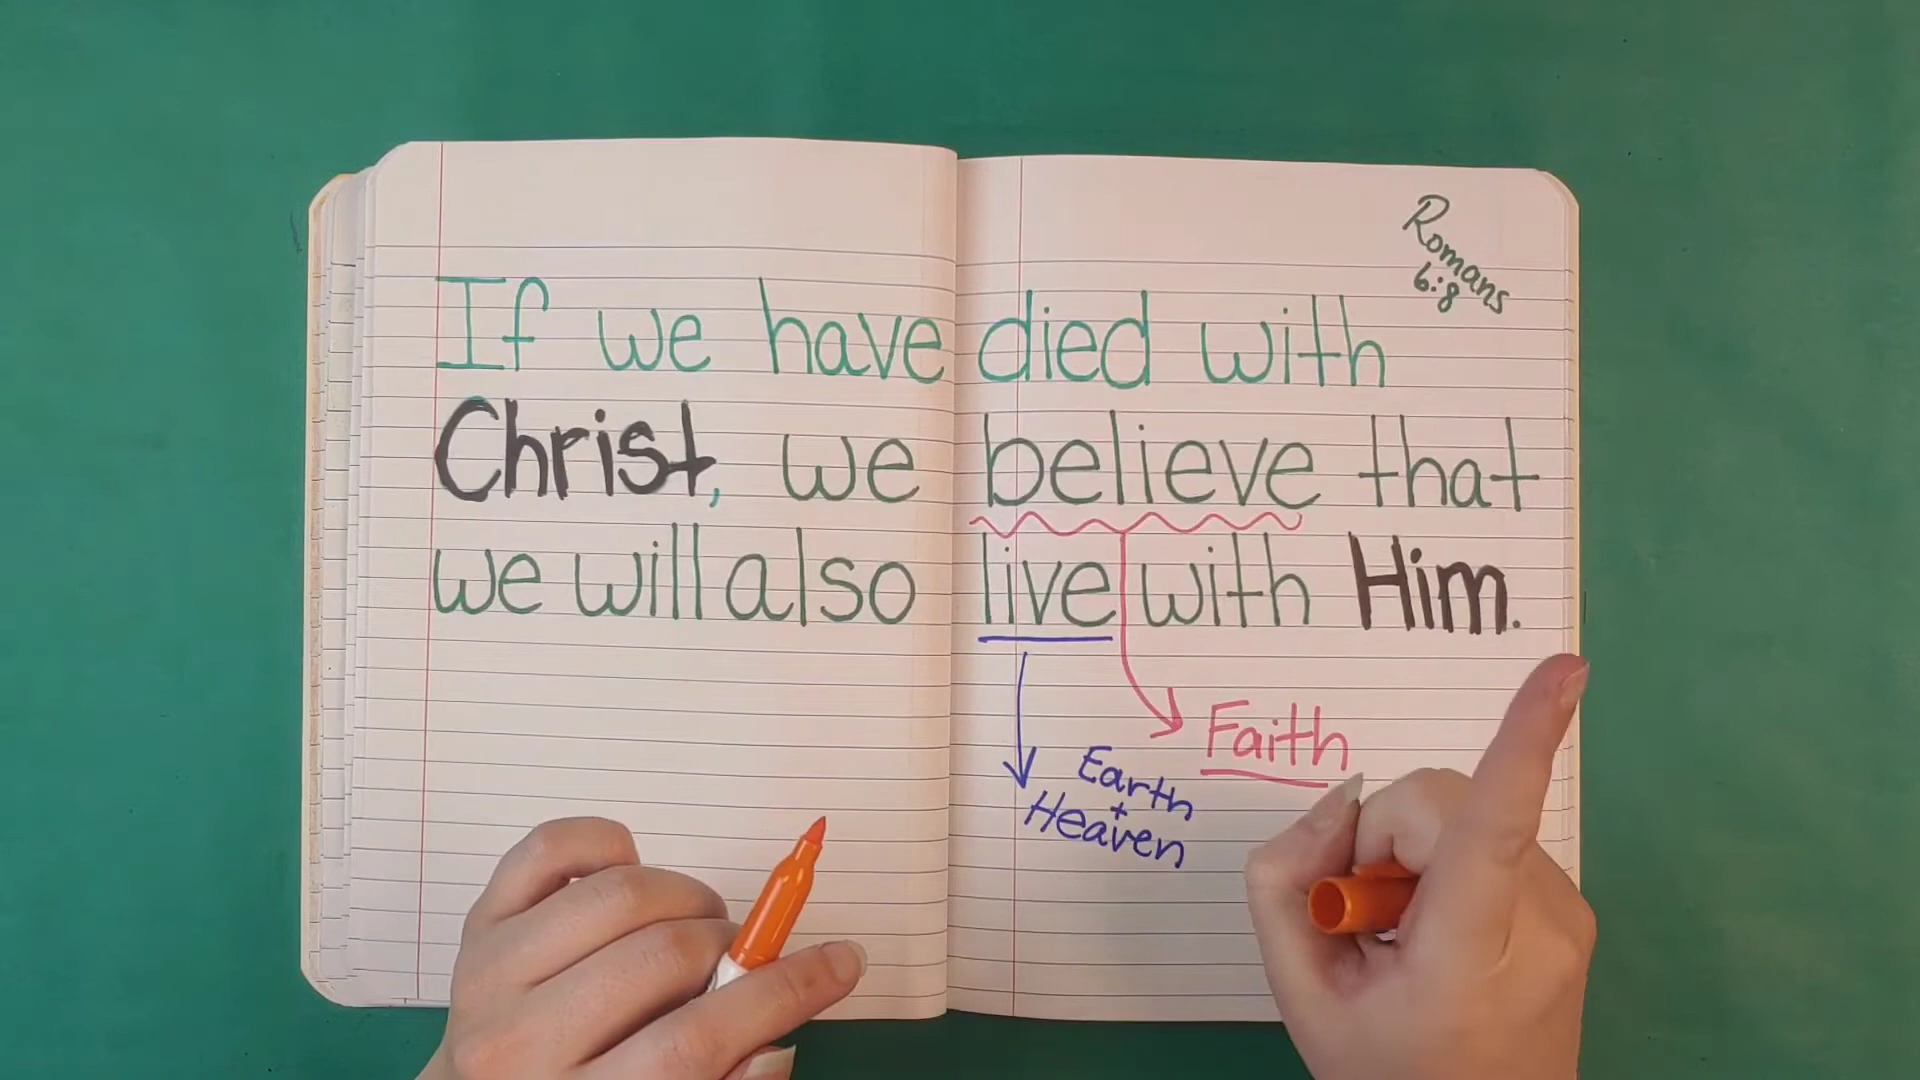 Romans
6:8
If we have died with
Christ, we believe that
we will also live with Him.
Faith
Earth
+
Heaven